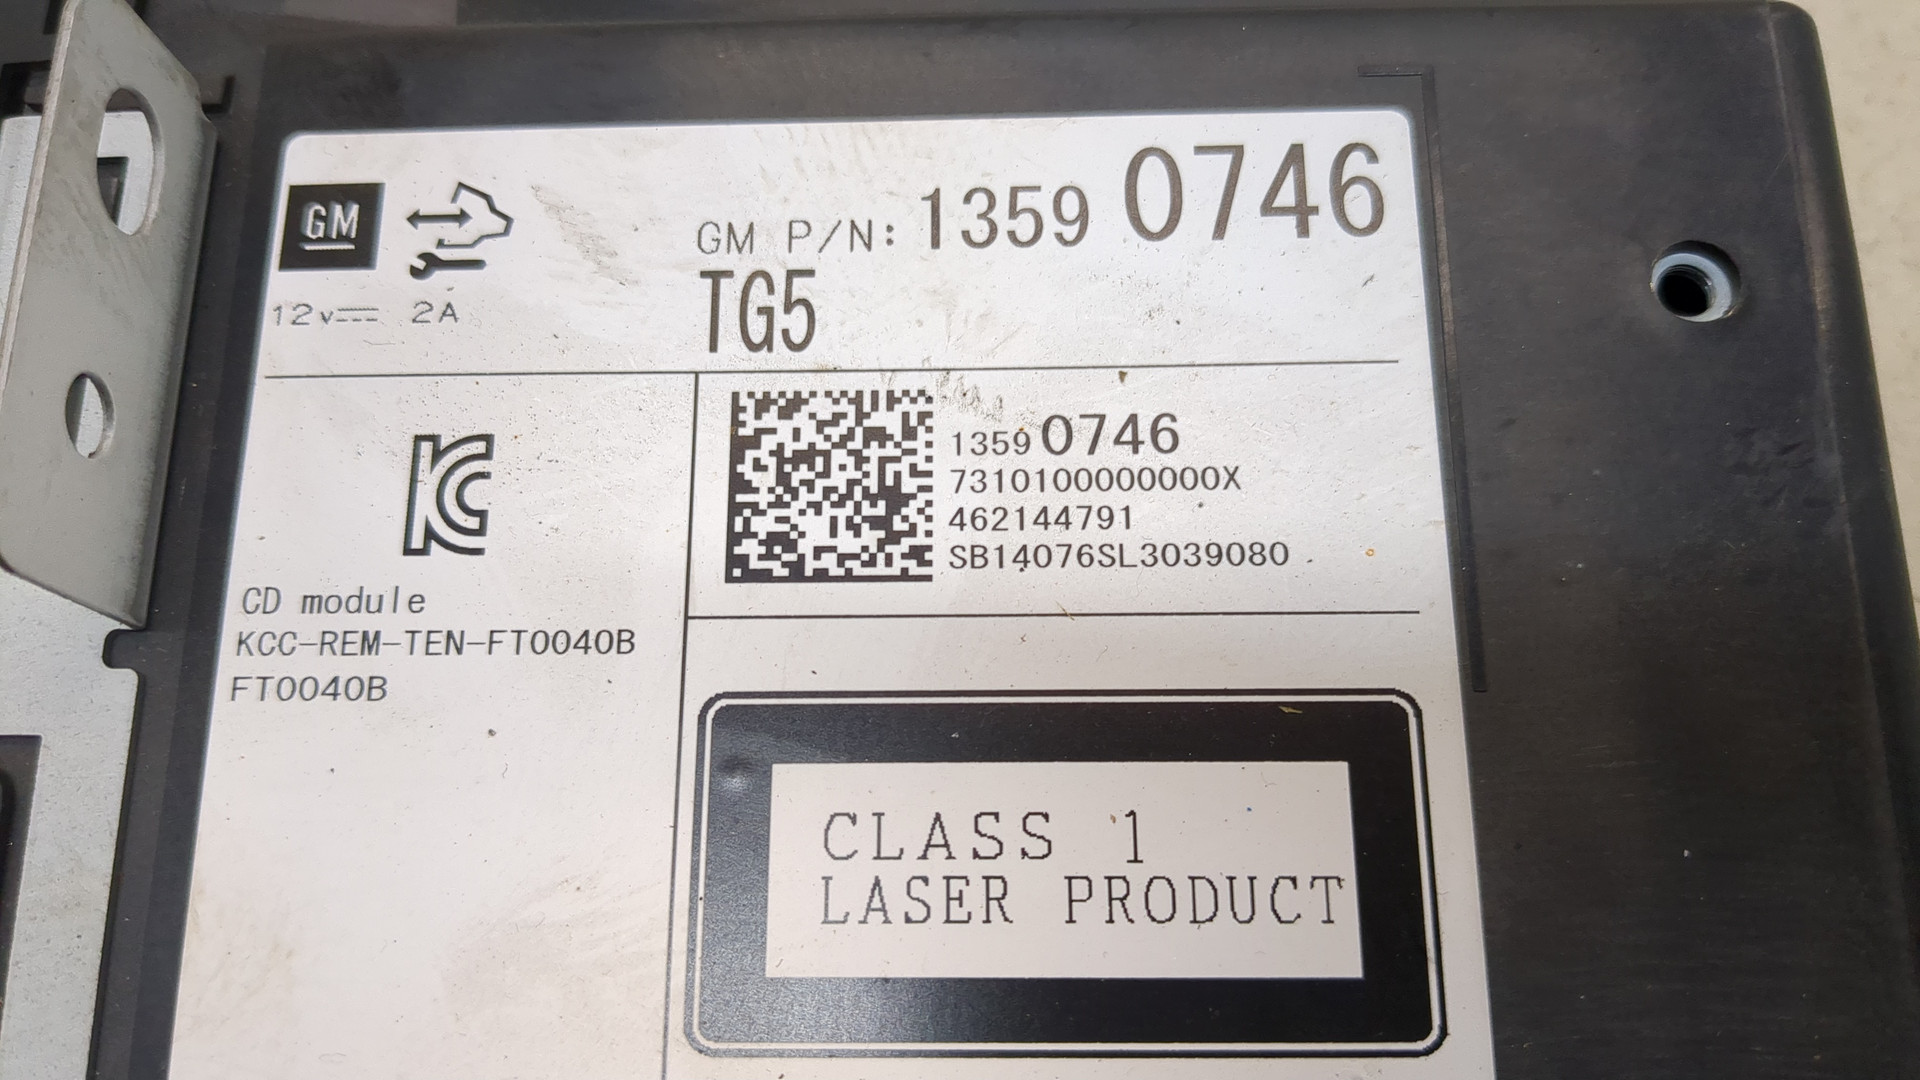 GM
GM P/N: 1359 0746
12v 2A
TG5
1359 0746
7310100000000X
462144791
SB14076SL3039080
KC
CD module
KCC-REM-TEN-FT0040B
FT0040B
CLASS 1
LASER PRODUCT